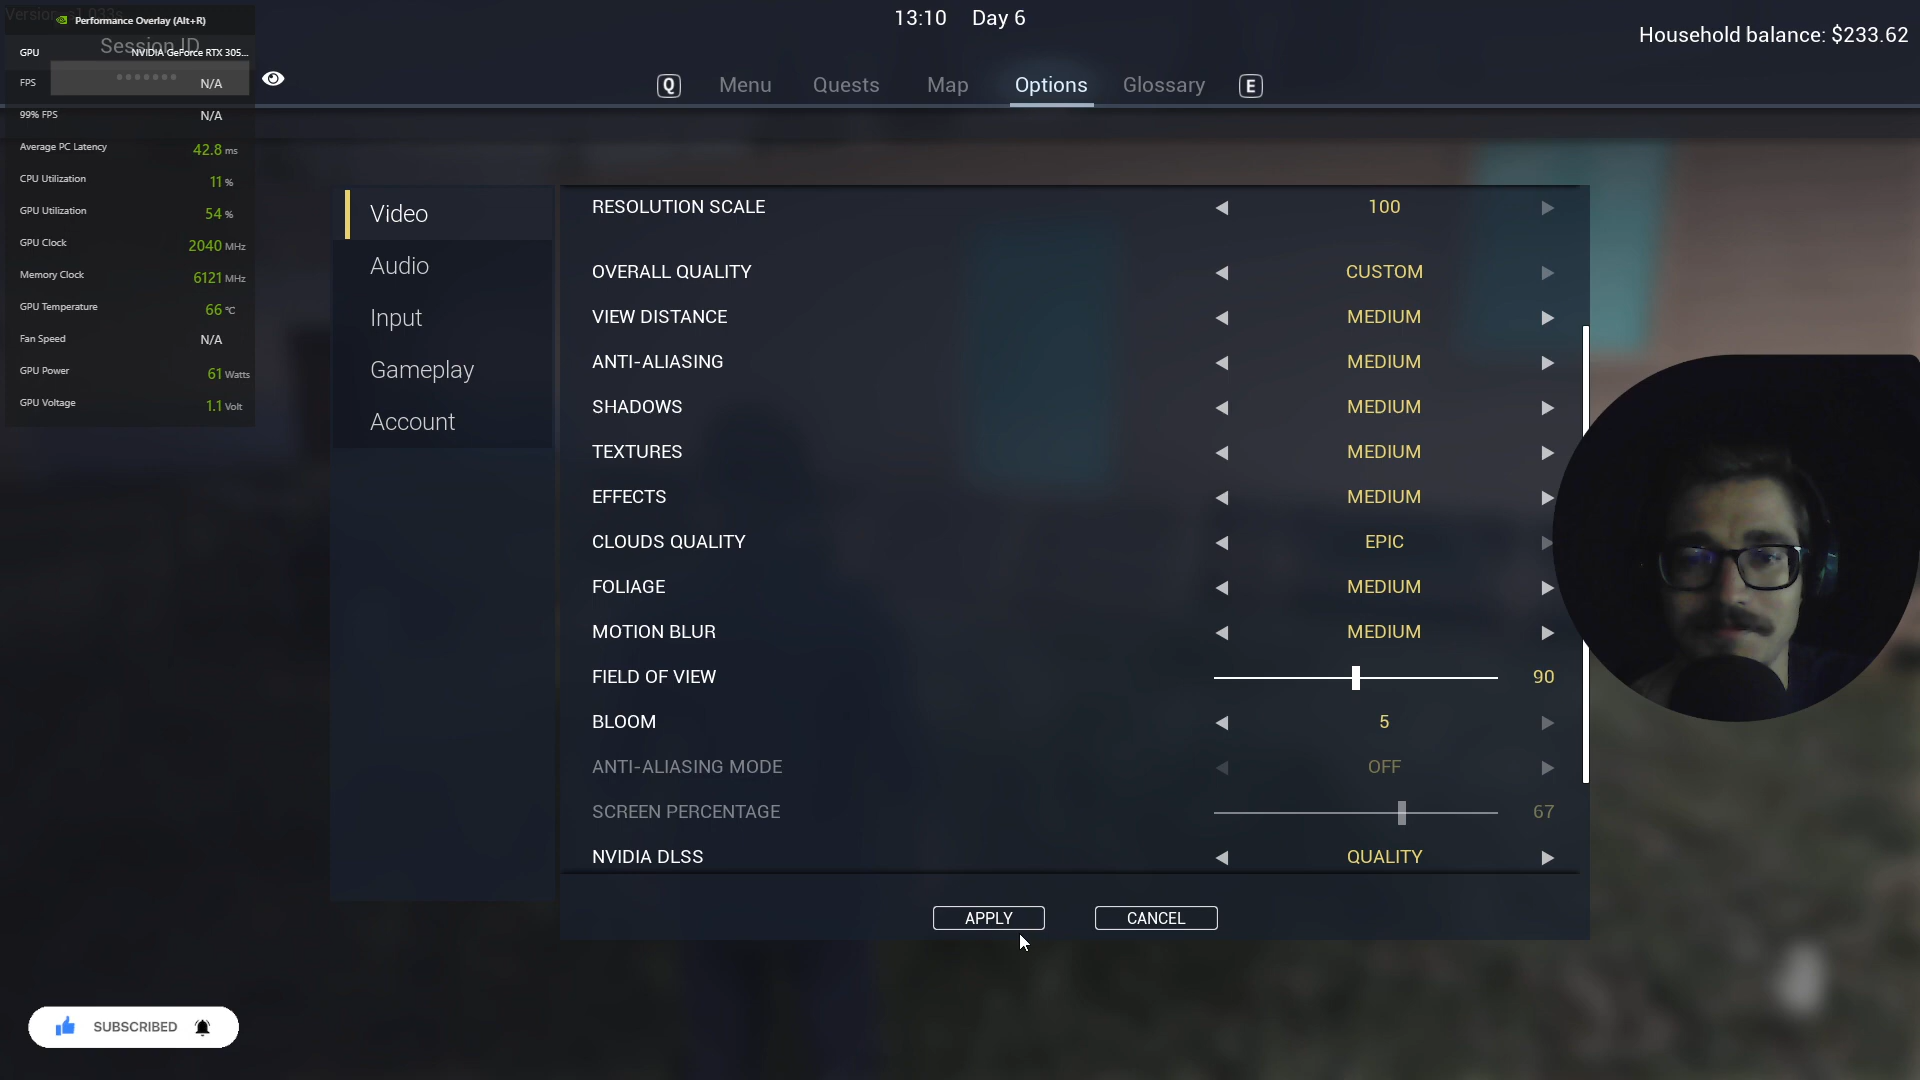 Performance Overlay (Alt+R)
Session ID
GPU NVIDIA GeForce RTX 305...
FPS N/A
99% FPS N/A
Average PC Latency 42.8 ms
CPU Utilization 11 %
GPU Utilization 54 %
GPU Clock 2040 MHz
Memory Clock 6121 MHz
GPU Temperature 66 °C
Fan Speed N/A
GPU Power 61 Watts
GPU Voltage 1.1 Volt
13:10 Day 6
Household balance: $233.62
Q Menu Quests Map Options Glossary E
Video
Audio
Input
Gameplay
Account
RESOLUTION SCALE 100
OVERALL QUALITY CUSTOM
VIEW DISTANCE MEDIUM
ANTI-ALIASING MEDIUM
SHADOWS MEDIUM
TEXTURES MEDIUM
EFFECTS MEDIUM
CLOUDS QUALITY EPIC
FOLIAGE MEDIUM
MOTION BLUR MEDIUM
FIELD OF VIEW 90
BLOOM 5
ANTI-ALIASING MODE OFF
SCREEN PERCENTAGE 67
NVIDIA DLSS QUALITY
APPLY CANCEL
SUBSCRIBED